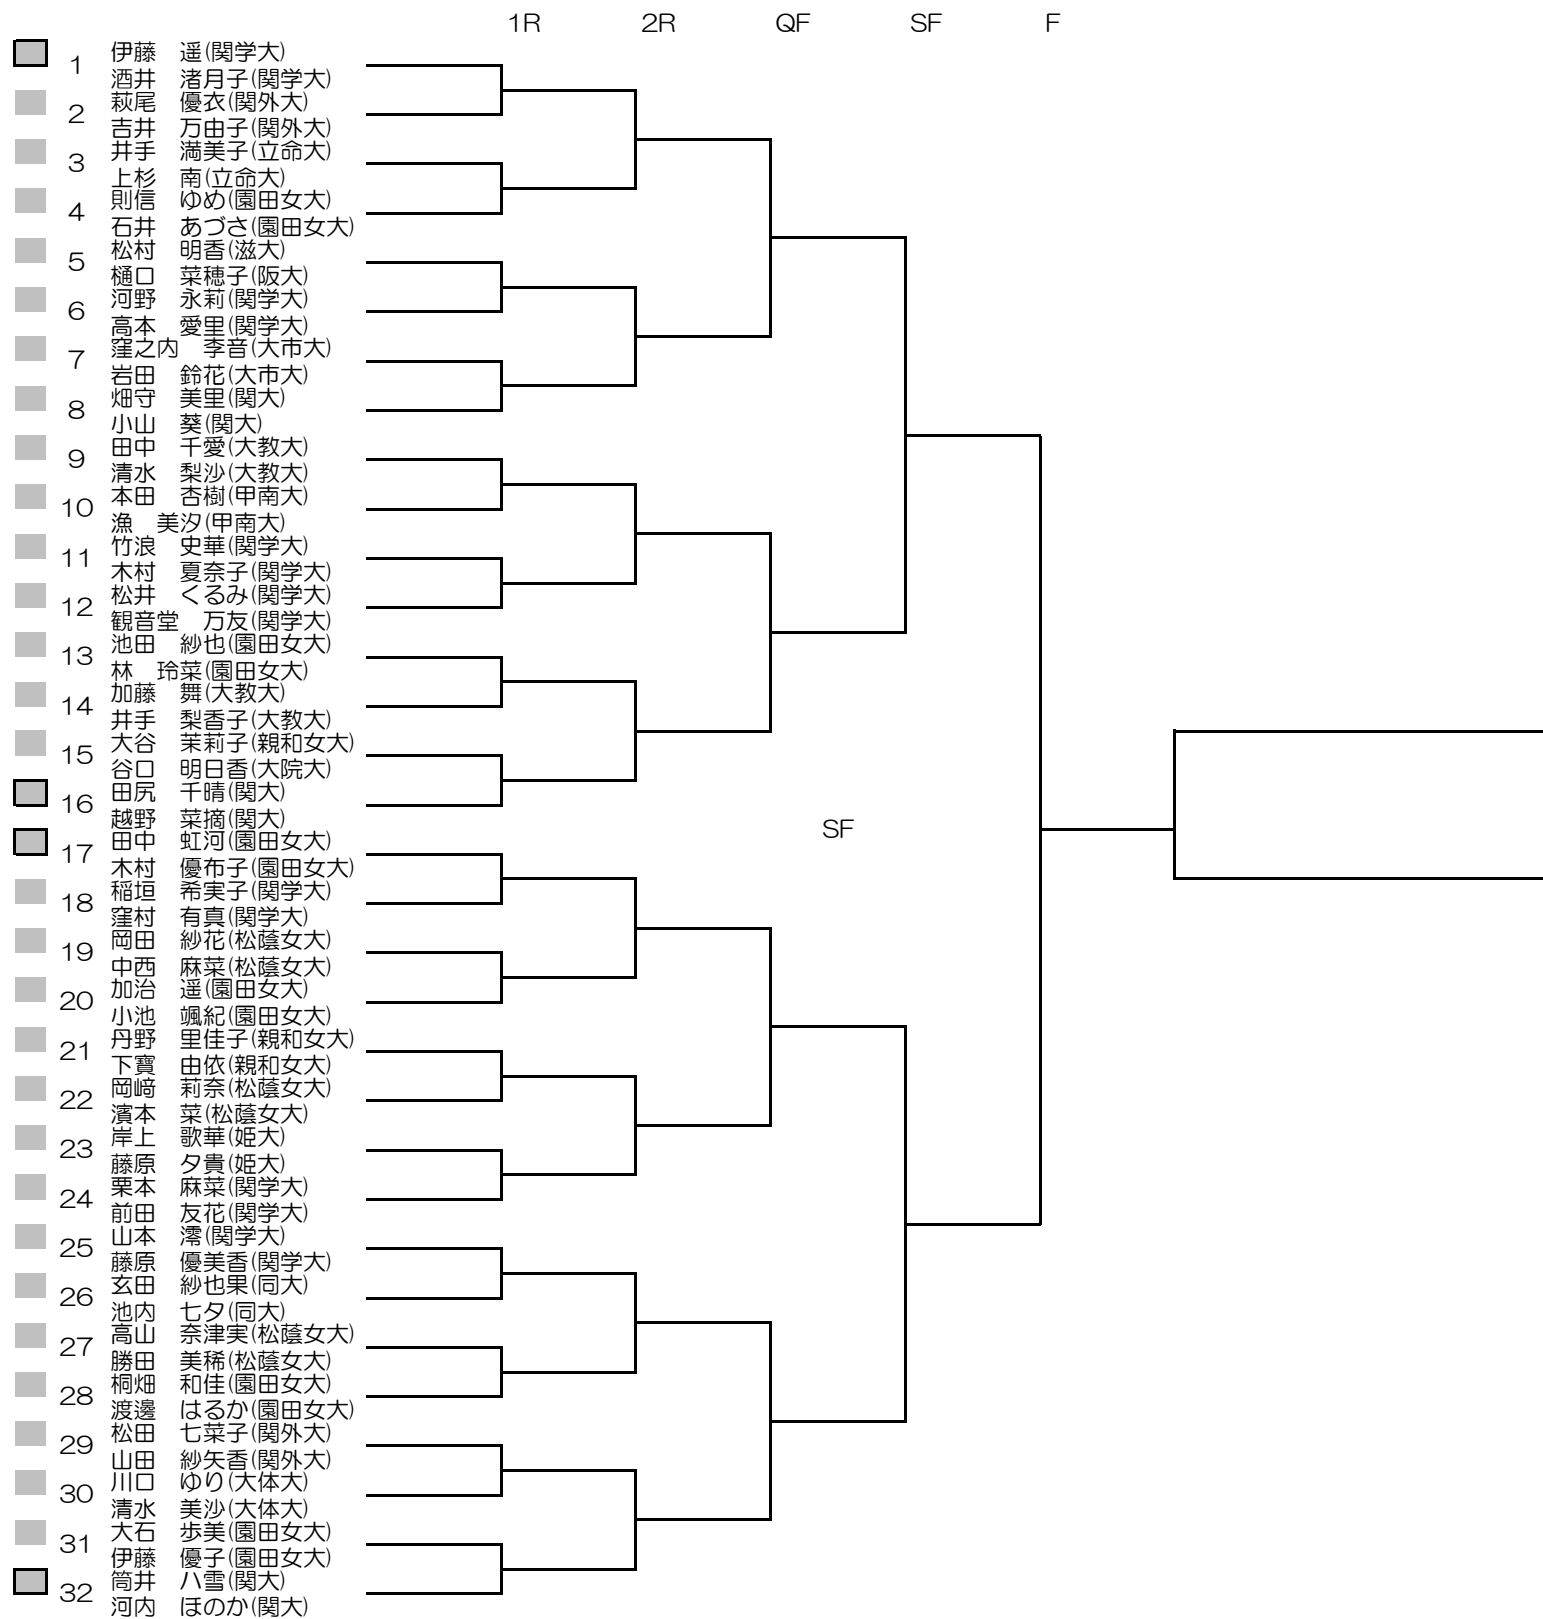 1R 2R QF SF F
伊藤　遥(関学大)
1
酒井　渚月子(関学大)
萩尾　優衣(関外大)
2
吉井　万由子(関外大)
井手　満美子(立命大)
3
上杉　南(立命大)
則信　ゆめ(園田女大)
4
石井　あづさ(園田女大)
松村　明香(滋大)
5
樋口　菜穂子(阪大)
河野　永莉(関学大)
6
高本　愛里(関学大)
窪之内　李音(大市大)
7
岩田　鈴花(大市大)
畑守　美里(関大)
8
小山　葵(関大)
田中　千愛(大教大)
9
清水　梨沙(大教大)
本田　杏樹(甲南大)
10
漁　美汐(甲南大)
竹浪　史華(関学大)
11
木村　夏奈子(関学大)
松井　くるみ(関学大)
12
観音堂　万友(関学大)
池田　紗也(園田女大)
13
林　玲菜(園田女大)
加藤　舞(大教大)
14
井手　梨香子(大教大)
大谷　茉莉子(親和女大)
15
谷口　明日香(大院大)
田尻　千晴(関大)
16
越野　菜摘(関大)
SF
田中　虹河(園田女大)
17
木村　優布子(園田女大)
稲垣　希実子(関学大)
18
窪村　有真(関学大)
岡田　紗花(松蔭女大)
19
中西　麻菜(松蔭女大)
加治　遥(園田女大)
20
小池　颯紀(園田女大)
丹野　里佳子(親和女大)
21
下寶　由依(親和女大)
岡﨑　莉奈(松蔭女大)
22
濱本　菜(松蔭女大)
岸上　歌華(姫大)
23
藤原　夕貴(姫大)
栗本　麻菜(関学大)
24
前田　友花(関学大)
山本　澪(関学大)
25
藤原　優美香(関学大)
玄田　紗也果(同大)
26
池内　七夕(同大)
高山　奈津実(松蔭女大)
27
勝田　美稀(松蔭女大)
桐畑　和佳(園田女大)
28
渡邊　はるか(園田女大)
松田　七菜子(関外大)
29
山田　紗矢香(関外大)
川口　ゆり(大体大)
30
清水　美沙(大体大)
大石　歩美(園田女大)
31
伊藤　優子(園田女大)
筒井　八雪(関大)
32
河内　ほのか(関大)